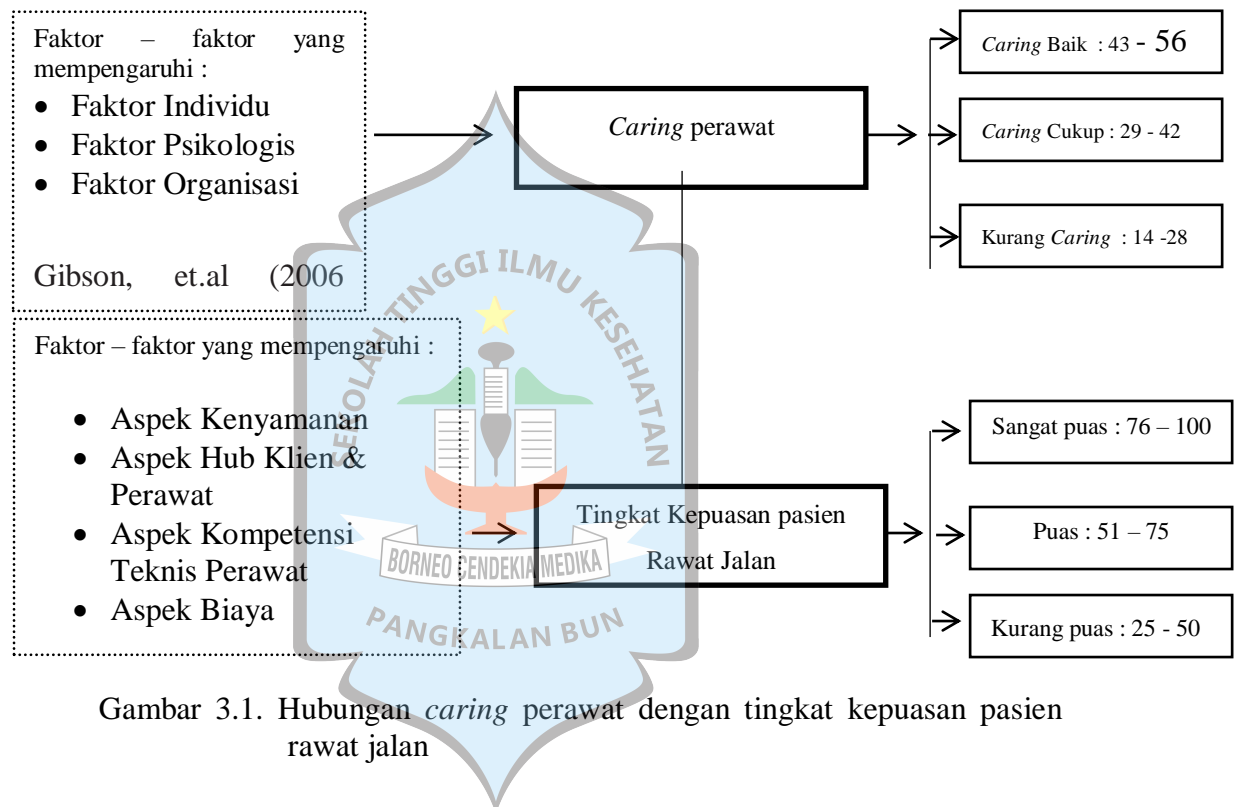 Faktor – faktor yang
mempengaruhi :
• Faktor Individu
• Faktor Psikologis
• Faktor Organisasi
Gibson, et.al (2006
Caring perawat
Caring Baik : 43 - 56
Caring Cukup : 29 - 42
Kurang Caring : 14 -28
Faktor – faktor yang mempengaruhi :
• Aspek Kenyamanan
• Aspek Hub Klien &
Perawat
• Aspek Kompetensi
Teknis Perawat
• Aspek Biaya
Tingkat Kepuasan pasien
Rawat Jalan
Sangat puas : 76 – 100
Puas : 51 – 75
Kurang puas : 25 - 50
SEKOLAH TINGGI ILMU KESEHATAN
BORNEO CENDEKIA MEDIKA
PANGKALAN BUN
Gambar 3.1. Hubungan caring perawat dengan tingkat kepuasan pasien
rawat jalan